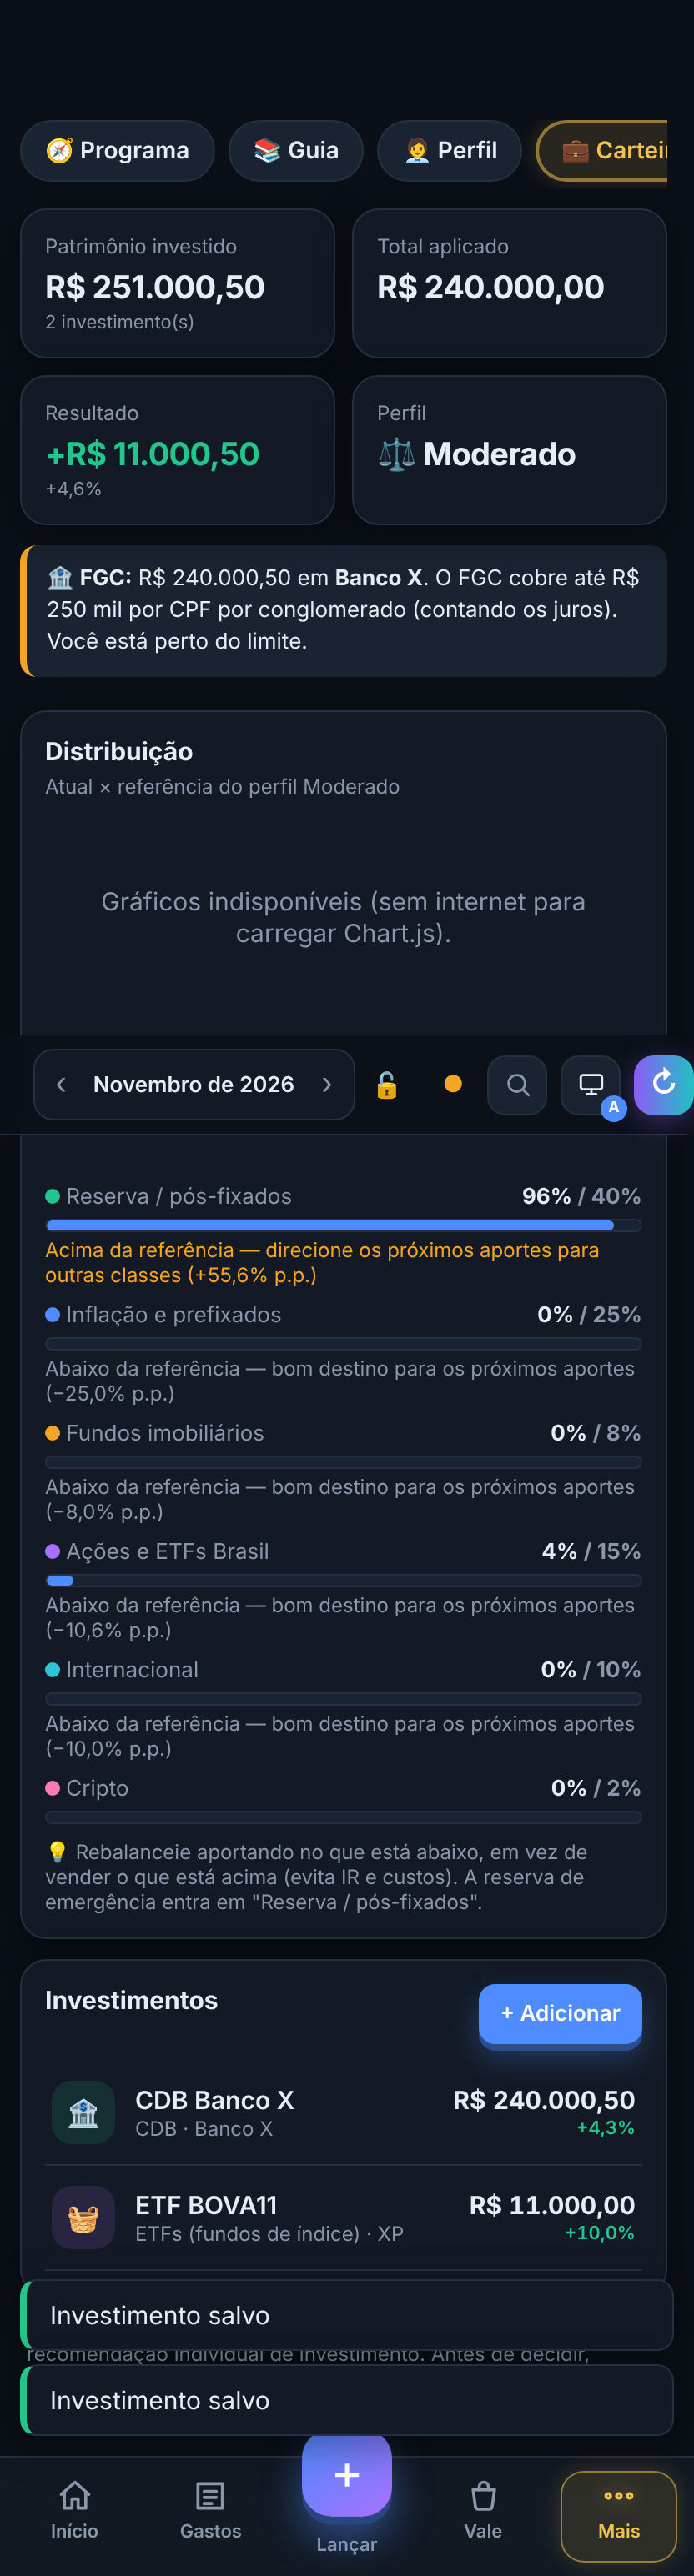 🧭 Programa
📚 Guia
🧑‍💼 Perfil
💼 Carteir
Patrimônio investido
R$ 251.000,50
2 investimento(s)
Total aplicado
R$ 240.000,00
Resultado
+R$ 11.000,50
+4,6%
Perfil
⚖️ Moderado
🏦 FGC: R$ 240.000,50 em Banco X. O FGC cobre até R$
250 mil por CPF por conglomerado (contando os juros).
Você está perto do limite.
Distribuição
Atual × referência do perfil Moderado
Gráficos indisponíveis (sem internet para
carregar Chart.js).
‹ Novembro de 2026 ›
A
Reserva / pós-fixados 96% / 40%
Acima da referência — direcione os próximos aportes para
outras classes (+55,6% p.p.)
Inflação e prefixados 0% / 25%
Abaixo da referência — bom destino para os próximos aportes
(−25,0% p.p.)
Fundos imobiliários 0% / 8%
Abaixo da referência — bom destino para os próximos aportes
(−8,0% p.p.)
Ações e ETFs Brasil 4% / 15%
Abaixo da referência — bom destino para os próximos aportes
(−10,6% p.p.)
Internacional 0% / 10%
Abaixo da referência — bom destino para os próximos aportes
(−10,0% p.p.)
Cripto 0% / 2%
💡 Rebalanceie aportando no que está abaixo, em vez de
vender o que está acima (evita IR e custos). A reserva de
emergência entra em "Reserva / pós-fixados".
Investimentos
+ Adicionar
CDB Banco X R$ 240.000,50
CDB · Banco X +4,3%
ETF BOVA11 R$ 11.000,00
ETFs (fundos de índice) · XP +10,0%
Investimento salvo
recomendação individual de investimento. Antes de decidir,
Investimento salvo
Início
Gastos
+
Lançar
Vale
Mais